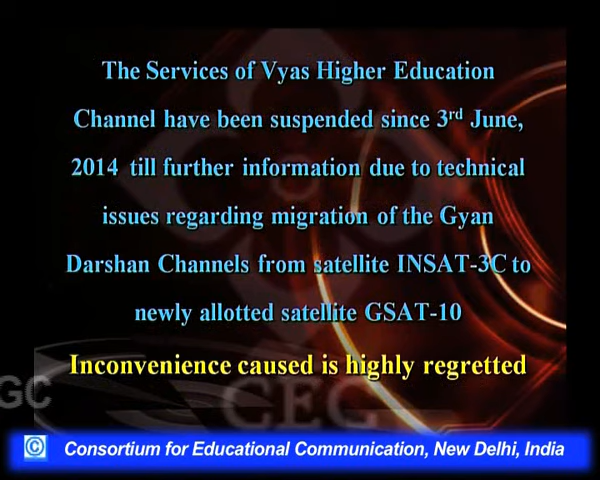 The Services of Vyas Higher Education
Channel have been suspended since 3rd June,
2014 till further information due to technical
issues regarding migration of the Gyan
Darshan Channels from satellite INSAT-3C to
newly allotted satellite GSAT-10
Inconvenience caused is highly regretted
GC
CEC
© Consortium for Educational Communication, New Delhi, India